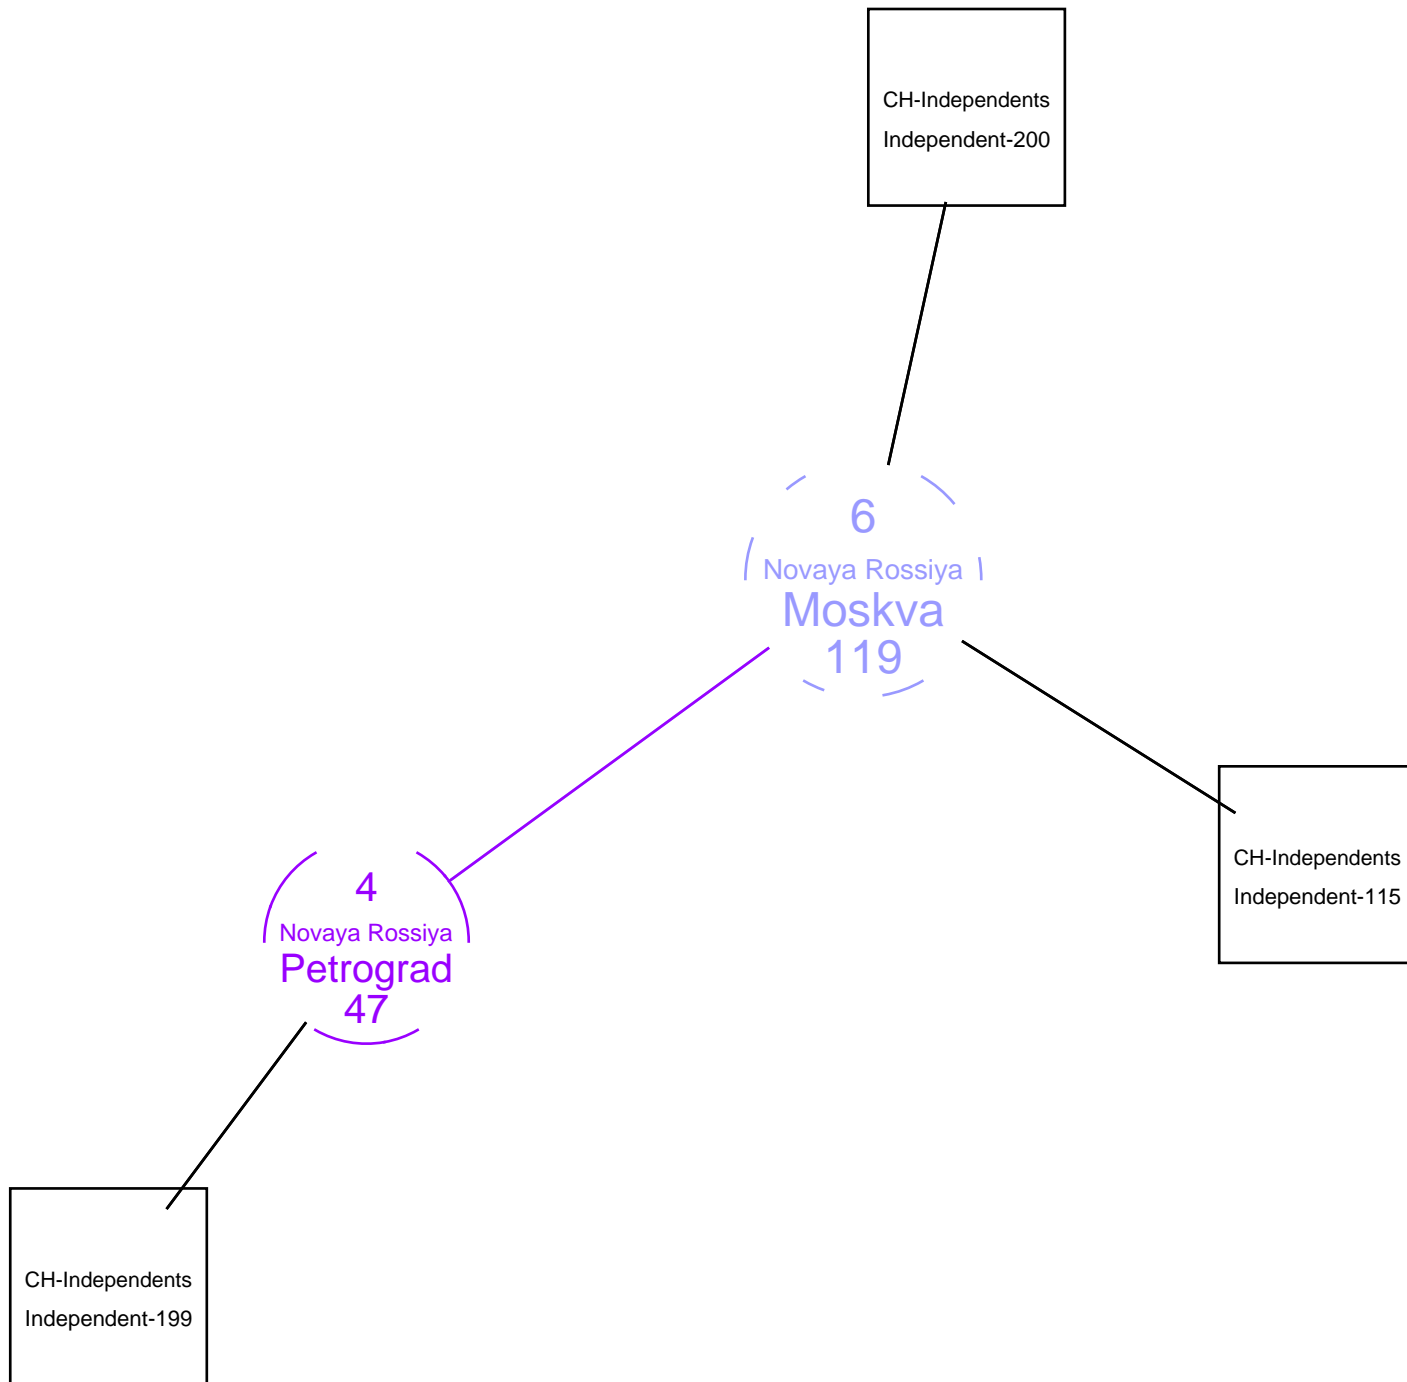 CH-Independents
Independent-200
6
Novaya Rossiya
Moskva
119
CH-Independents
Independent-115
4
Novaya Rossiya
Petrograd
47
CH-Independents
Independent-199